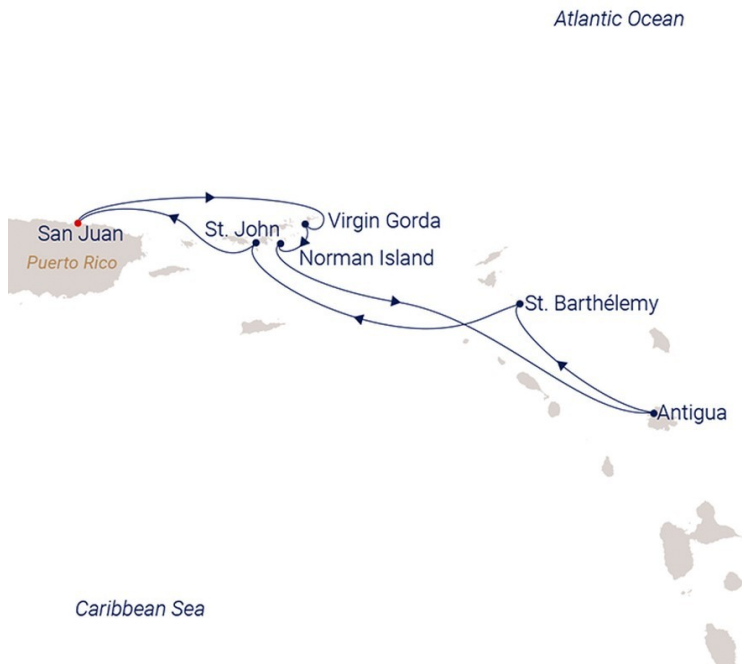 Atlantic Ocean
Virgin Gorda
St. John
San Juan
Norman Island
Puerto Rico
St. Barthélemy
Antigua
Caribbean Sea